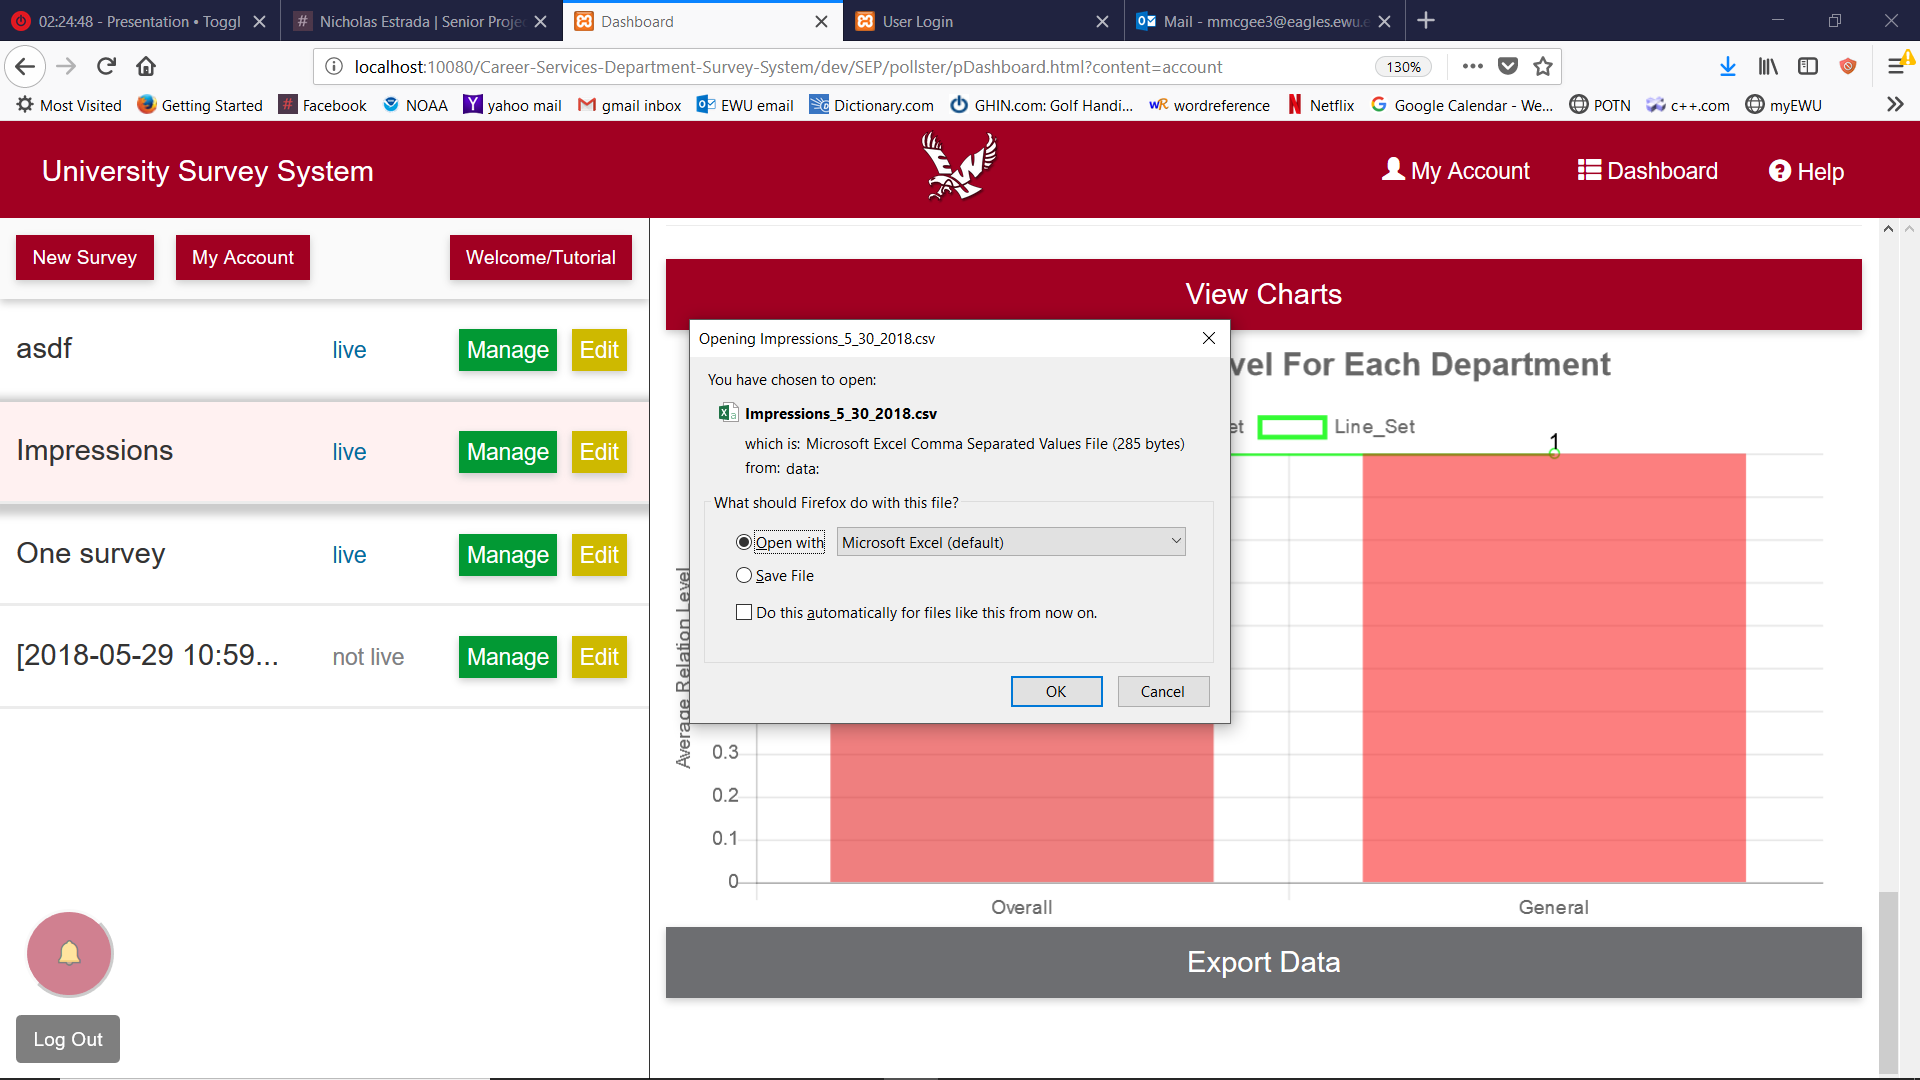 02:24:48 - Presentation • Toggl
Nicholas Estrada | Senior Projec
Dashboard
User Login
Mail - mmcgee3@eagles.ewu.e
localhost:10080/Career-Services-Department-Survey-System/dev/SEP/pollster/pDashboard.html?content=account
130%
Most Visited
Getting Started
Facebook
NOAA
yahoo mail
gmail inbox
EWU email
Dictionary.com
GHIN.com: Golf Handi...
wordreference
Netflix
Google Calendar - We...
POTN
c++.com
myEWU
University Survey System
My Account
Dashboard
Help
New Survey
My Account
Welcome/Tutorial
asdf live Manage Edit
Impressions live Manage Edit
One survey live Manage Edit
[2018-05-29 10:59... not live Manage Edit
Log Out
View Charts
vel For Each Department
et
Line_Set
1
Average Relation Level
0.3
0.2
0.1
0
Overall
General
Export Data
Opening Impressions_5_30_2018.csv
You have chosen to open:
Impressions_5_30_2018.csv
which is: Microsoft Excel Comma Separated Values File (285 bytes)
from: data:
What should Firefox do with this file?
Open with
Microsoft Excel (default)
Save File
Do this automatically for files like this from now on.
OK
Cancel